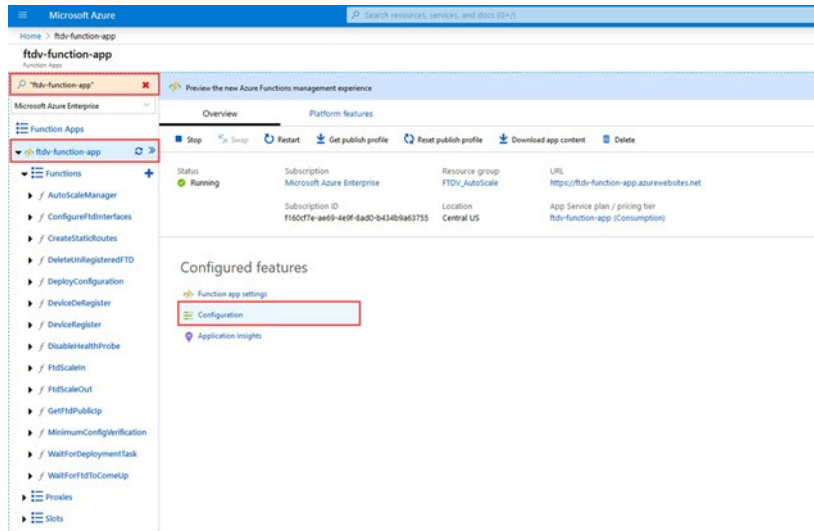 Microsoft Azure
Search resources, services, and docs (G+/)
Home > ftdv-function-app
ftdv-function-app
Function Apps
"ftdv-function-app"
Microsoft Azure Enterprise
Function Apps
ftdv-function-app
Functions
AutoScaleManager
ConfigureFtdInterfaces
CreateStaticRoutes
DeleteUnRegisteredFTD
DeployConfiguration
DeviceDeRegister
DeviceRegister
DisableHealthProbe
FtdScaleIn
FtdScaleOut
GetFtdPublicIp
MinimumConfigVerification
WaitForDeploymentTask
WaitForFtdToComeUp
Proxies
Slots
Preview the new Azure Functions management experience
Overview Platform features
Stop Swap Restart Get publish profile Reset publish profile Download app content Delete
Status Subscription Resource group URL
Running Microsoft Azure Enterprise FTDV_AutoScale https://ftdv-function-app.azurewebsites.net
Subscription ID Location App Service plan / pricing tier
f160cf7e-ae69-4e9f-8ad0-b434b9a63755 Central US ftdv-function-app (Consumption)
Configured features
Function app settings
Configuration
Application Insights